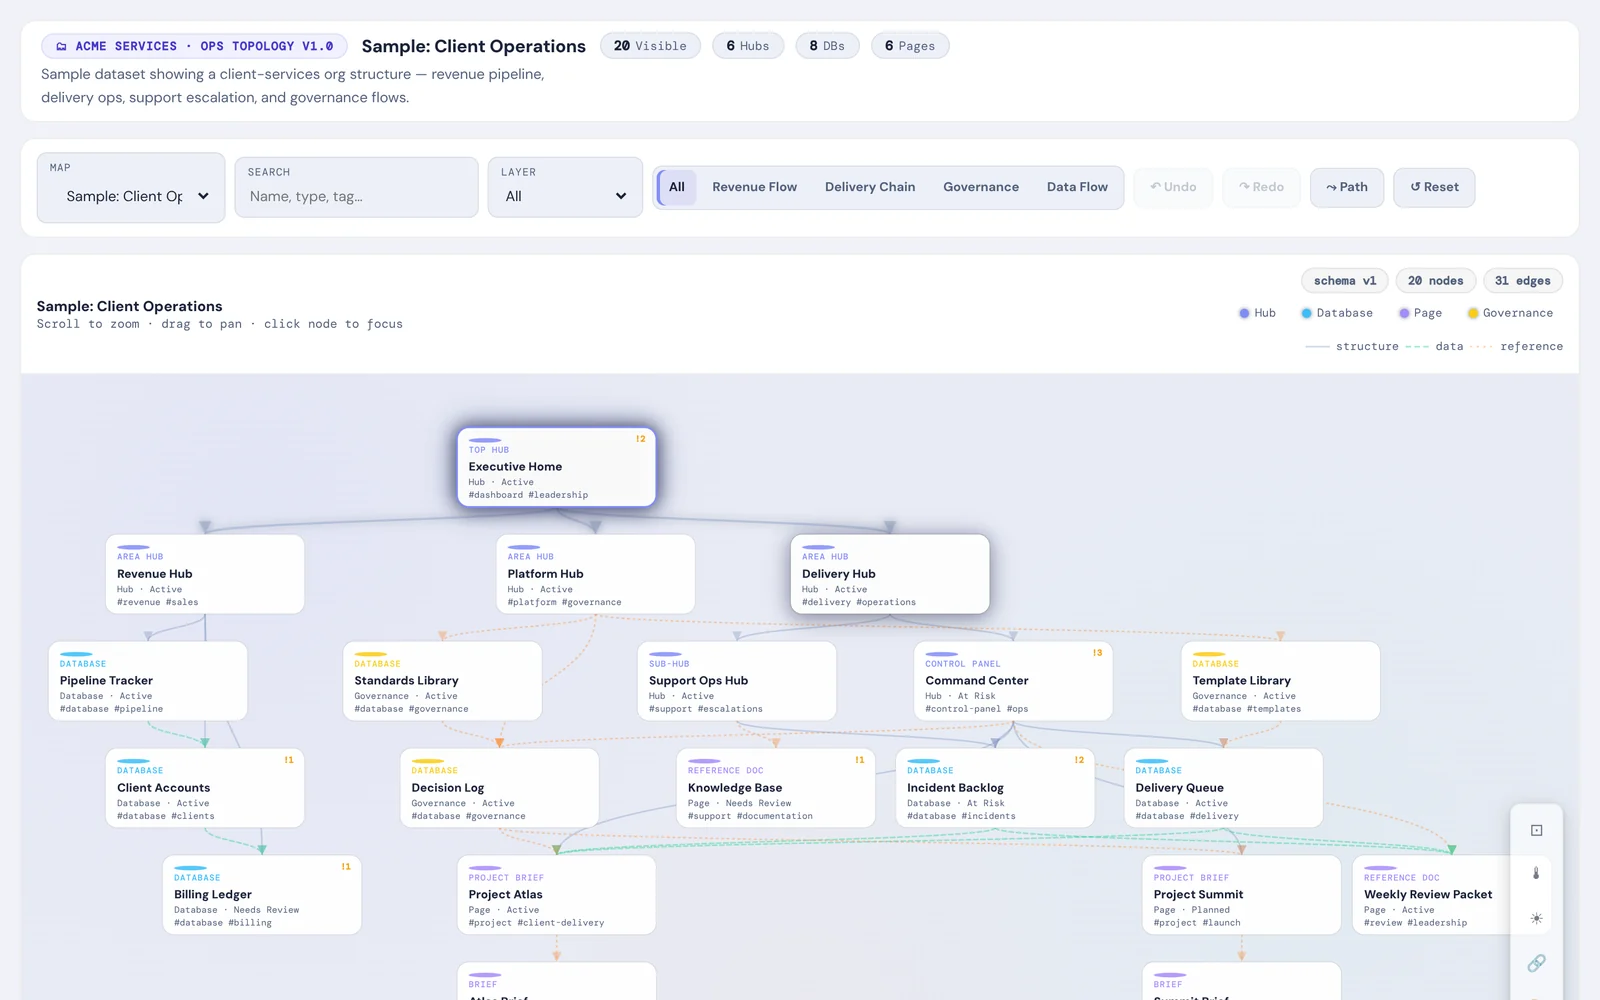 ACME SERVICES · OPS TOPOLOGY V1.0
Sample: Client Operations
20 Visible
6 Hubs
8 DBs
6 Pages
Sample dataset showing a client-services org structure — revenue pipeline,
delivery ops, support escalation, and governance flows.
MAP
Sample: Client Op
SEARCH
Name, type, tag…
LAYER
All
All
Revenue Flow
Delivery Chain
Governance
Data Flow
↶ Undo
↷ Redo
⤳ Path
↺ Reset
schema v1
20 nodes
31 edges
Sample: Client Operations
Scroll to zoom · drag to pan · click node to focus
Hub
Database
Page
Governance
structure
data
reference
!2
TOP HUB
Executive Home
Hub · Active
#dashboard #leadership
AREA HUB
Revenue Hub
Hub · Active
#revenue #sales
AREA HUB
Platform Hub
Hub · Active
#platform #governance
AREA HUB
Delivery Hub
Hub · Active
#delivery #operations
DATABASE
Pipeline Tracker
Database · Active
#database #pipeline
DATABASE
Standards Library
Governance · Active
#database #governance
SUB-HUB
Support Ops Hub
Hub · Active
#support #escalations
!3
CONTROL PANEL
Command Center
Hub · At Risk
#control-panel #ops
DATABASE
Template Library
Governance · Active
#database #templates
!1
DATABASE
Client Accounts
Database · Active
#database #clients
DATABASE
Decision Log
Governance · Active
#database #governance
!1
REFERENCE DOC
Knowledge Base
Page · Needs Review
#support #documentation
!2
DATABASE
Incident Backlog
Database · At Risk
#database #incidents
DATABASE
Delivery Queue
Database · Active
#database #delivery
!1
DATABASE
Billing Ledger
Database · Needs Review
#database #billing
PROJECT BRIEF
Project Atlas
Page · Active
#project #client-delivery
PROJECT BRIEF
Project Summit
Page · Planned
#project #launch
REFERENCE DOC
Weekly Review Packet
Page · Active
#review #leadership
BRIEF
Atlas Brief
BRIEF
Summit Brief